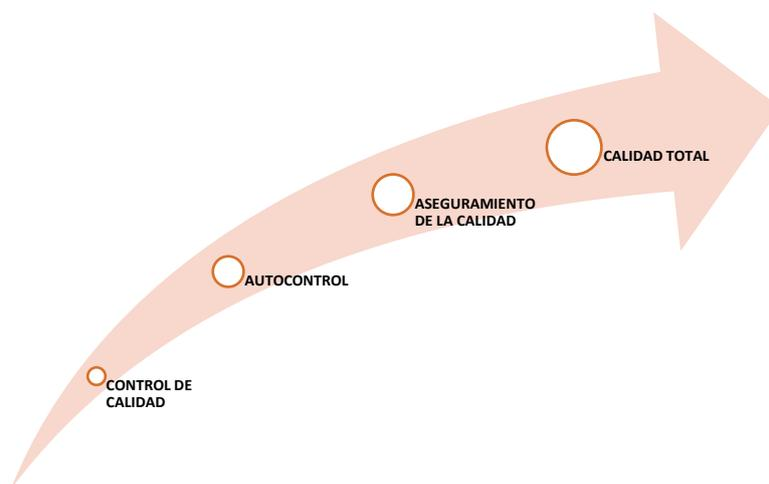 CALIDAD TOTAL
ASEGURAMIENTO
DE LA CALIDAD
AUTOCONTROL
CONTROL DE
CALIDAD